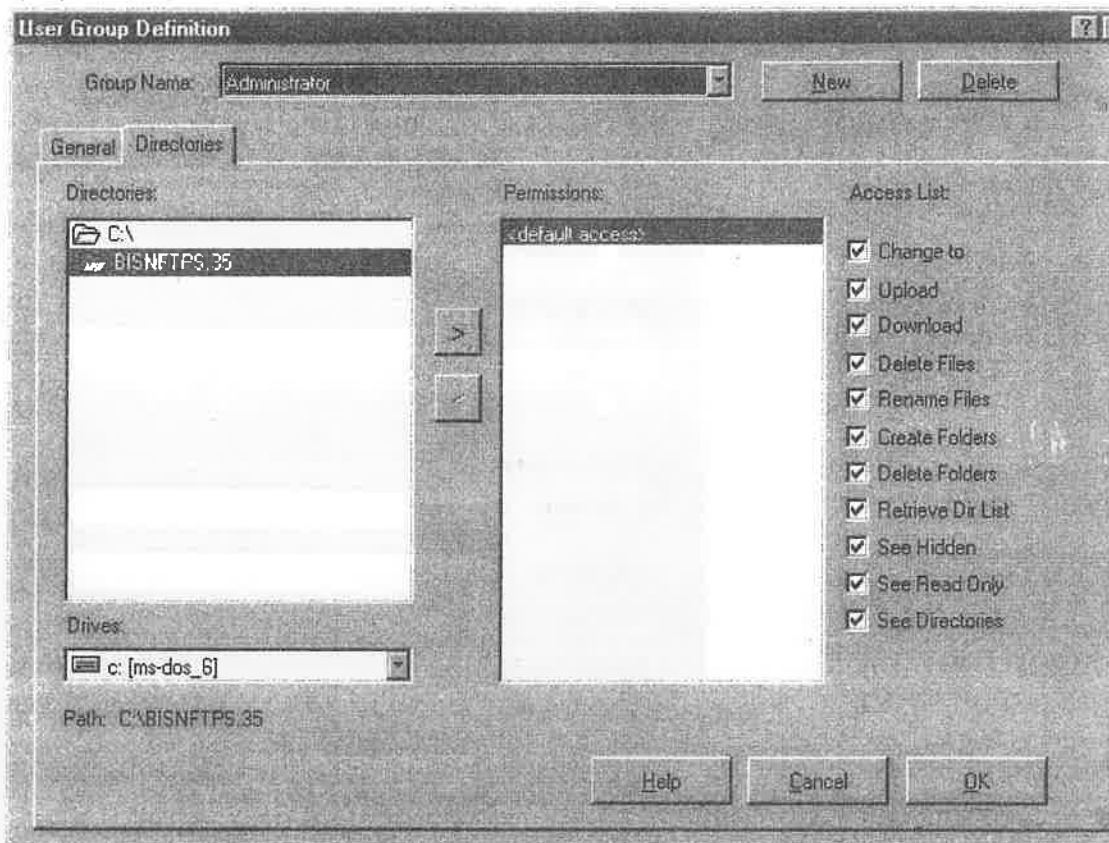 User Group Definition
?
Group Name: Administrator New Delete
General Directories
Directories: Permissions: Access List:
C:\
BISNFTPS.35
<default access>
>
<
Change to
Upload
Download
Delete Files
Rename Files
Create Folders
Delete Folders
Retrieve Dir List
See Hidden
See Read Only
See Directories
Drives:
c: [ms-dos_6]
Path: C:\BISNFTPS.35
Help Cancel OK